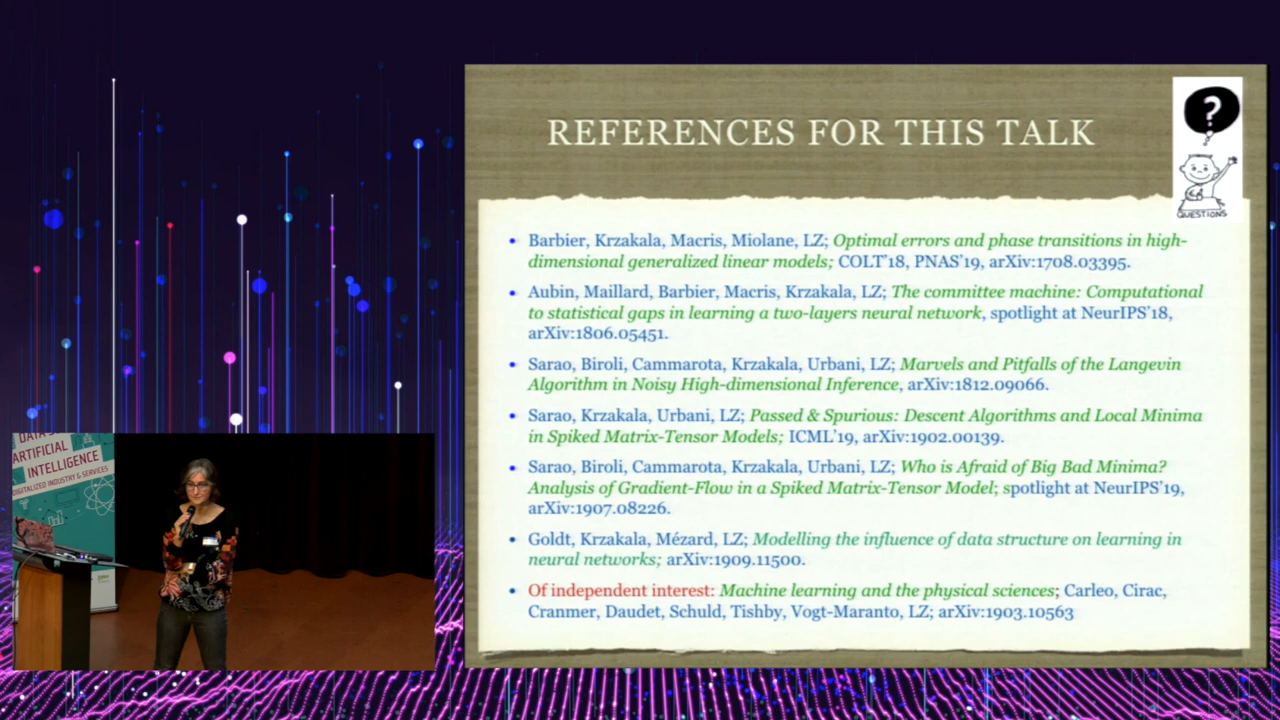 REFERENCES FOR THIS TALK
?
QUESTIONS
• Barbier, Krzakala, Macris, Miolane, LZ; Optimal errors and phase transitions in high-
dimensional generalized linear models; COLT'18, PNAS'19, arXiv:1708.03395.
• Aubin, Maillard, Barbier, Macris, Krzakala, LZ; The committee machine: Computational
to statistical gaps in learning a two-layers neural network, spotlight at NeurIPS'18,
arXiv:1806.05451.
• Sarao, Biroli, Cammarota, Krzakala, Urbani, LZ; Marvels and Pitfalls of the Langevin
Algorithm in Noisy High-dimensional Inference, arXiv:1812.09066.
• Sarao, Krzakala, Urbani, LZ; Passed & Spurious: Descent Algorithms and Local Minima
in Spiked Matrix-Tensor Models; ICML'19, arXiv:1902.00139.
• Sarao, Biroli, Cammarota, Krzakala, Urbani, LZ; Who is Afraid of Big Bad Minima?
Analysis of Gradient-Flow in a Spiked Matrix-Tensor Model; spotlight at NeurIPS'19,
arXiv:1907.08226.
• Goldt, Krzakala, Mézard, LZ; Modelling the influence of data structure on learning in
neural networks; arXiv:1909.11500.
• Of independent interest: Machine learning and the physical sciences; Carleo, Cirac,
Cranmer, Daudet, Schuld, Tishby, Vogt-Maranto, LZ; arXiv:1903.10563
ARTIFICIAL
INTELLIGENCE
DIGITALIZED INDUSTRY & SERVICES